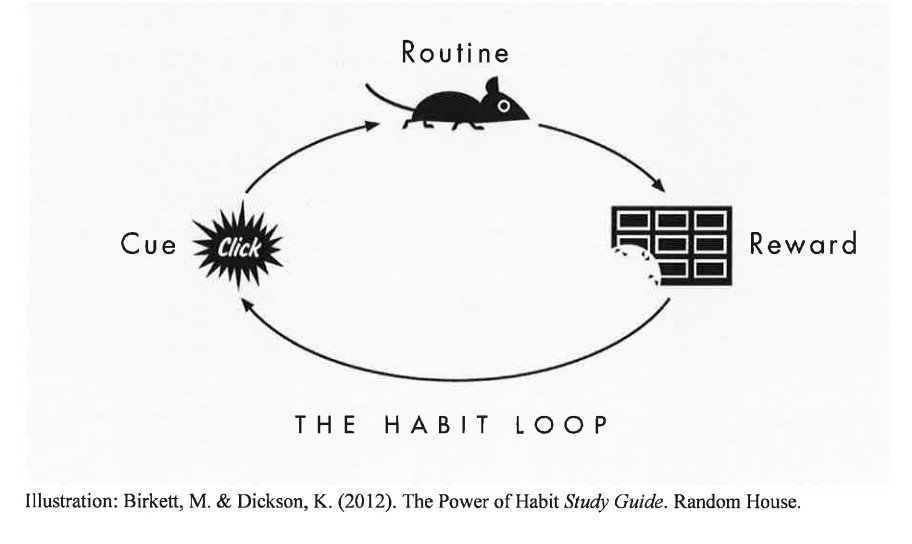 Routine
Cue
Click
Reward
THE HABIT LOOP
Illustration: Birkett, M. & Dickson, K. (2012). The Power of Habit Study Guide. Random House.